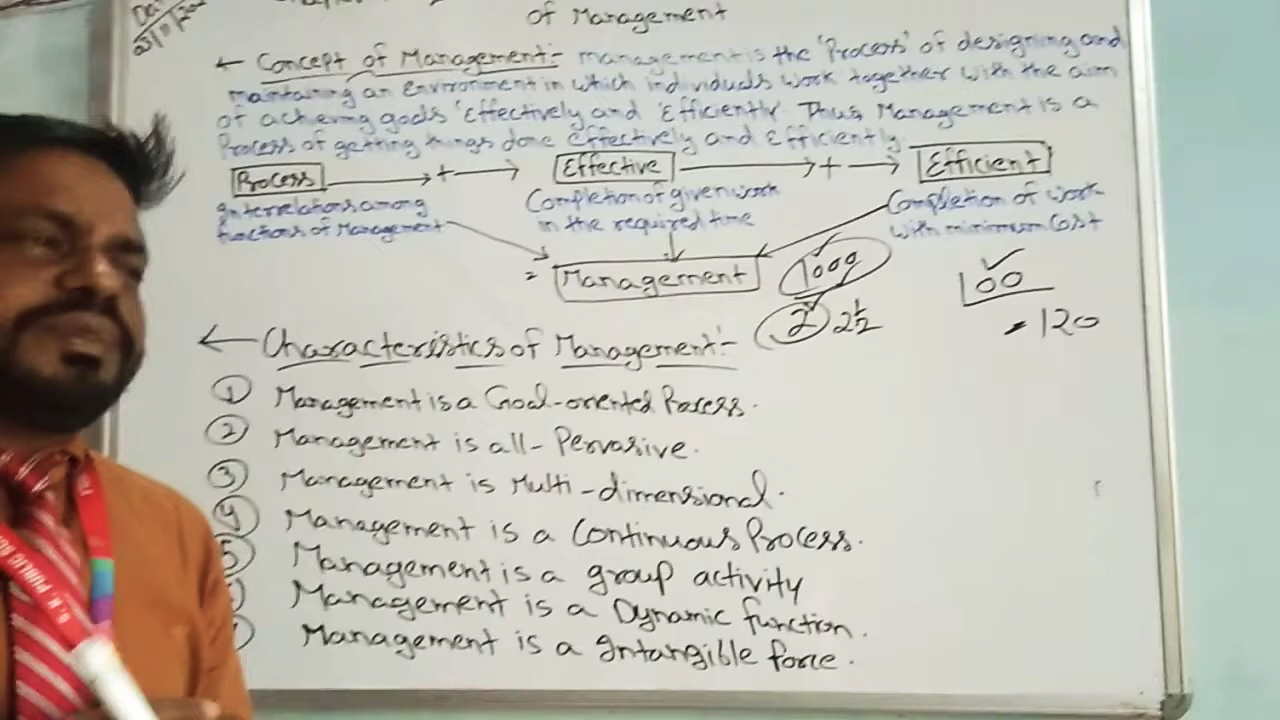 of Management
← Concept of Management:- management is the 'Process' of designing and
maintaining an Environment in which individuals work together with the aim
of achieving goals 'Effectively and 'Efficiently. Thus Management is a
Process of getting things done effectively and Efficiently.
Process → + → Effective → + → Efficient
Interrelations among
functions of Management
Completion of given work
in the required time
Completion of work
with minimum Cost
= Management
100g
2 2½
100
= 120
← Characteristics of Management:-
① Management is a Goal-oriented Process.
② Management is all-Pervasive.
③ Management is Multi-dimensional.
④ Management is a Continuous Process.
⑤ Management is a group activity
Management is a Dynamic function.
Management is a Intangible force.